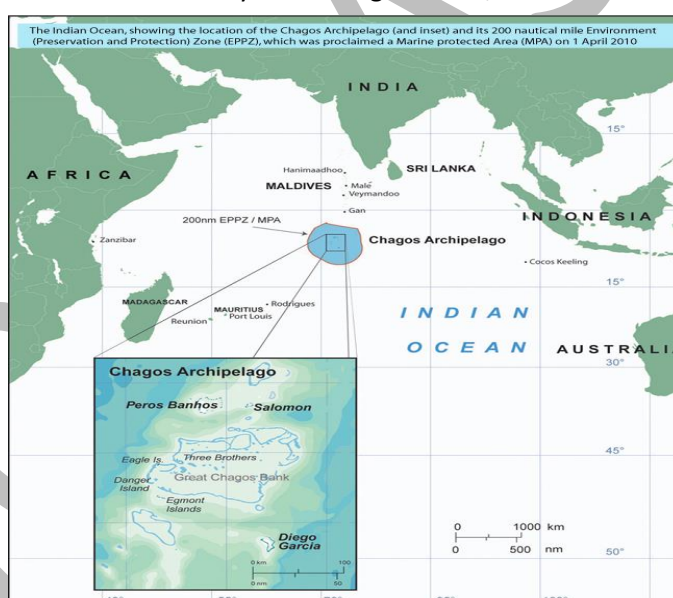 The Indian Ocean, showing the location of the Chagos Archipelago (and inset) and its 200 nautical mile Environment
(Preservation and Protection) Zone (EPPZ), which was proclaimed a Marine protected Area (MPA) on 1 April 2010
INDIA
15°
AFRICA
Hanimaadhoo
SRI LANKA
MALDIVES
Male
Veymandoo
Gan
200nm EPPZ / MPA
INDONESIA
Chagos Archipelago
Zanzibar
Cocos Keeling
15°
MADAGASCAR
Rodrigues
MAURITIUS
Port Louis
Reunion
INDIAN
OCEAN
AUSTRALI
30°
Chagos Archipelago
Peros Banhos
Salomon
45°
Eagle Is.
Three Brothers
Danger
Island
Great Chagos Bank
Egmont
Islands
0 1000 km
0 500 nm
Diego
Garcia
50°
0 km 100
0 nm 50